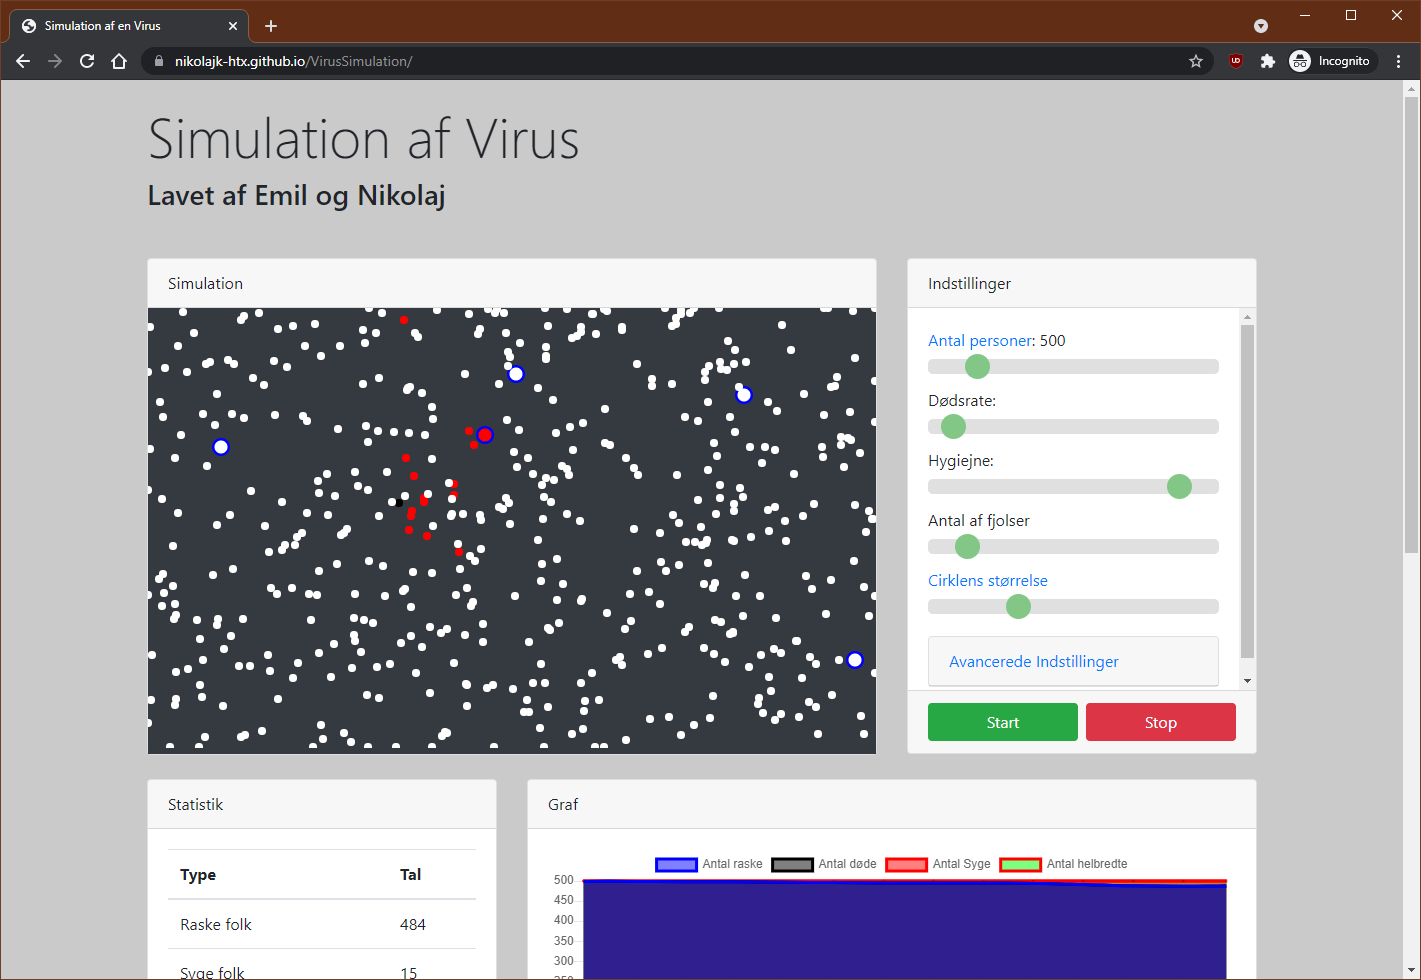 Simulation af en Virus
nikolajk-htx.github.io/VirusSimulation/
Incognito
Simulation af Virus
Lavet af Emil og Nikolaj
Simulation
Indstillinger
Antal personer: 500
Dødsrate:
Hygiejne:
Antal af fjolser
Cirklens størrelse
Avancerede Indstillinger
Start Stop
Statistik
Type Tal
Raske folk 484
Syge folk 15
Graf
Antal raske Antal døde Antal Syge Antal helbredte
500
450
400
350
300
250